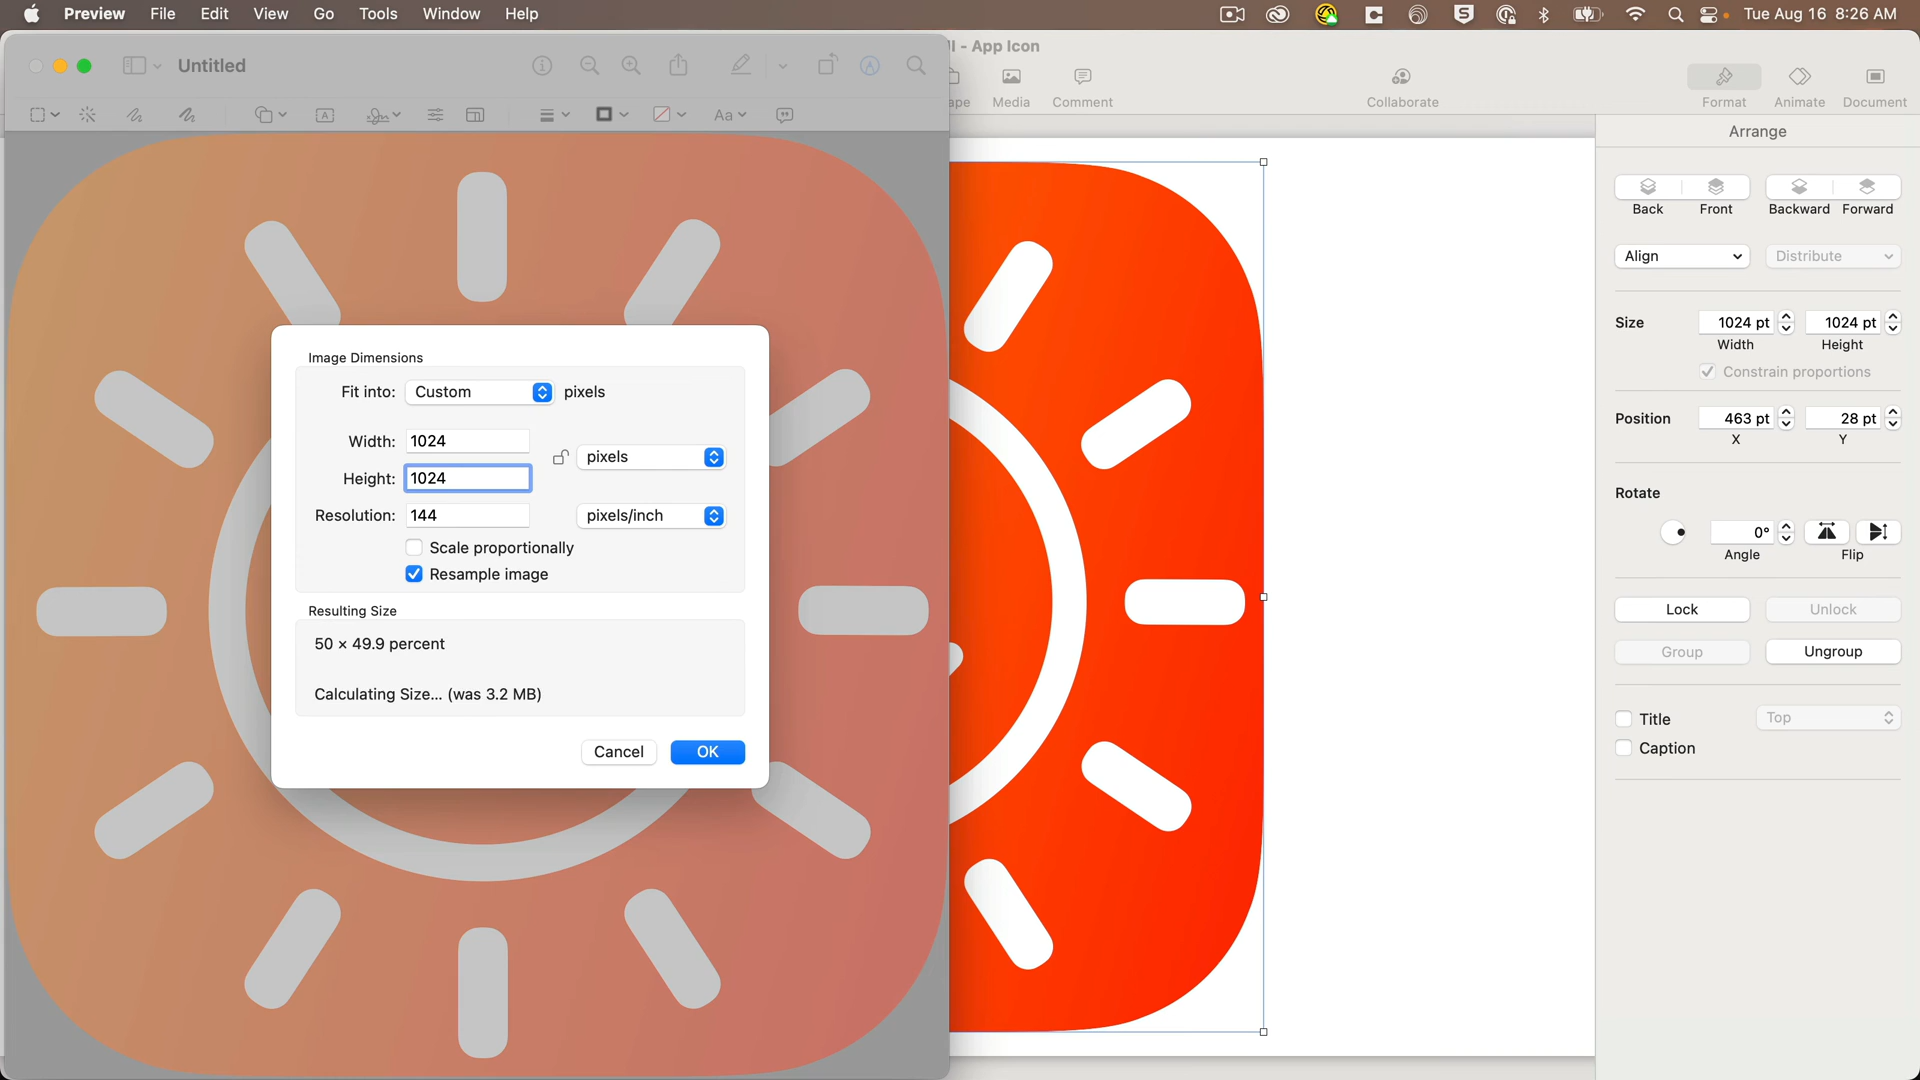 Preview File Edit View Go Tools Window Help
Tue Aug 16 8:26 AM
Untitled
- App Icon
Aa
Media
Comment
Collaborate
Format
Animate
Document
Image Dimensions
Fit into: Custom pixels
Width: 1024
pixels
Height: 1024
Resolution: 144 pixels/inch
Scale proportionally
Resample image
Resulting Size
50 × 49.9 percent
Calculating Size... (was 3.2 MB)
Cancel
OK
Arrange
Back Front Backward Forward
Align Distribute
Size 1024 pt 1024 pt
Width Height
Constrain proportions
Position 463 pt 28 pt
X Y
Rotate
0°
Angle Flip
Lock Unlock
Group Ungroup
Title Top
Caption